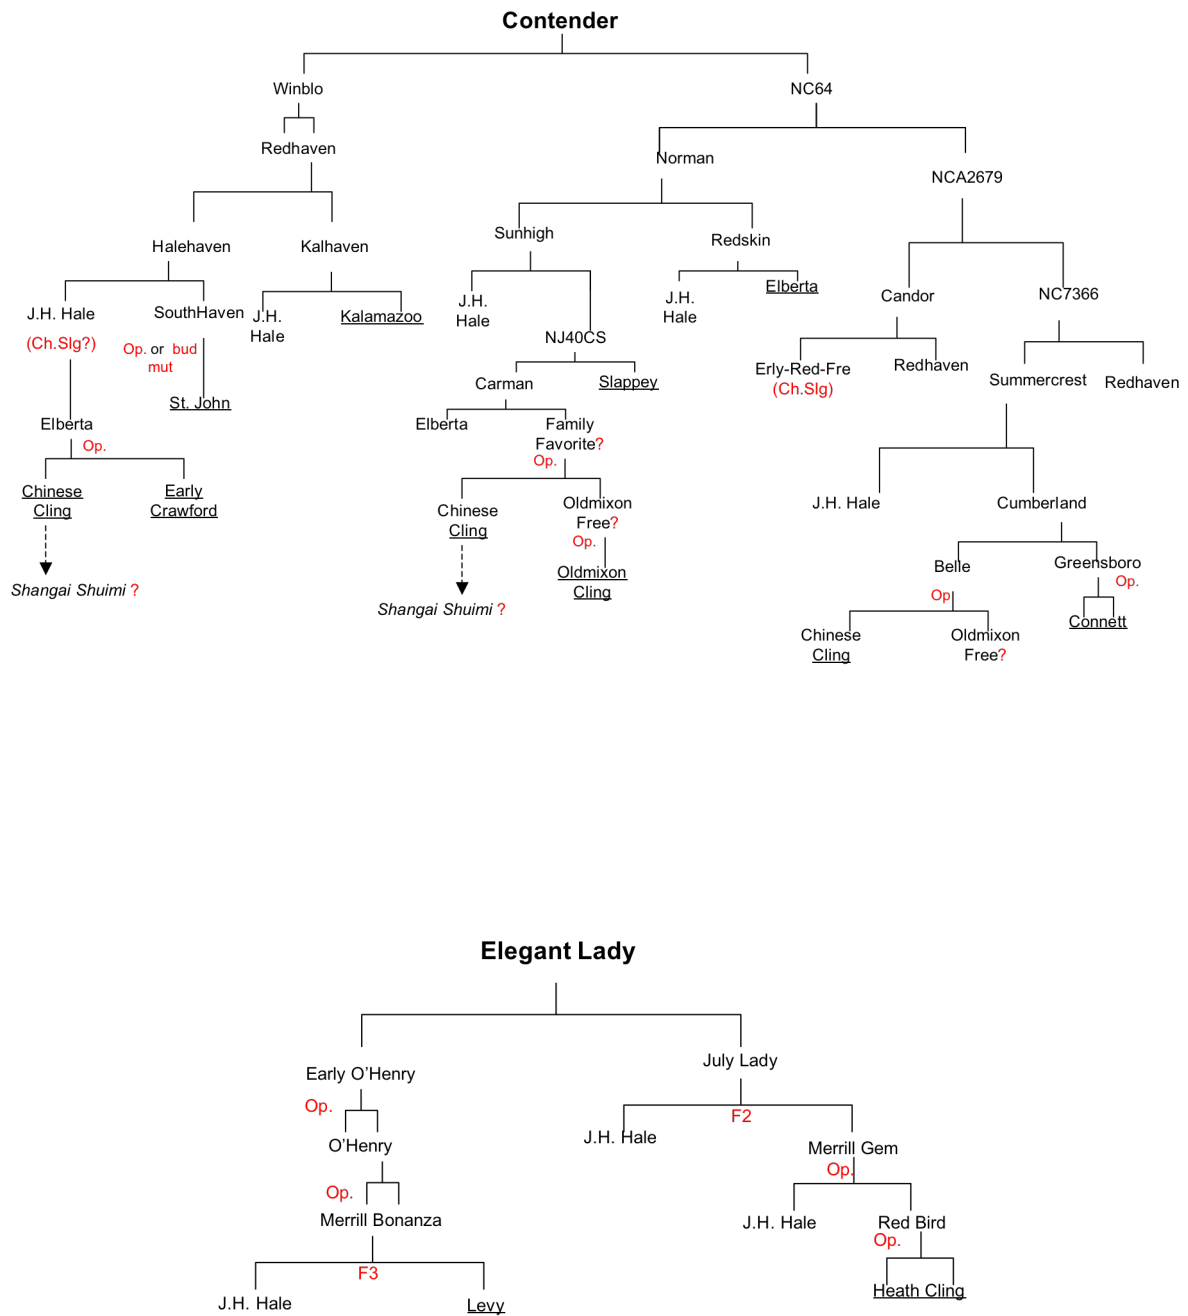 Contender
Winblo
NC64
Redhaven
Norman
NCA2679
Halehaven
Kalhaven
Sunhigh
Redskin
J.H. Hale
(Ch.Slg?)
SouthHaven
Op. or bud
mut
J.H.
Hale
Kalamazoo
J.H.
Hale
J.H.
Hale
Elberta
Candor
NC7366
St. John
NJ40CS
Erly-Red-Fre
(Ch.Slg)
Redhaven
Summercrest
Redhaven
Carman
Slappey
Elberta
Op.
Elberta
Family
Favorite?
Op.
Chinese
Cling
Early
Crawford
Chinese
Cling
Oldmixon
Free?
Op.
J.H. Hale
Cumberland
Shangai Shuimi ?
Shangai Shuimi ?
Oldmixon
Cling
Belle
Op
Greensboro
Op.
Connett
Chinese
Cling
Oldmixon
Free?
Elegant Lady
Early O'Henry
Op.
July Lady
F2
O'Henry
Op.
J.H. Hale
Merrill Gem
Op.
Merrill Bonanza
F3
J.H. Hale
Red Bird
Op.
J.H. Hale
Levy
Heath Cling